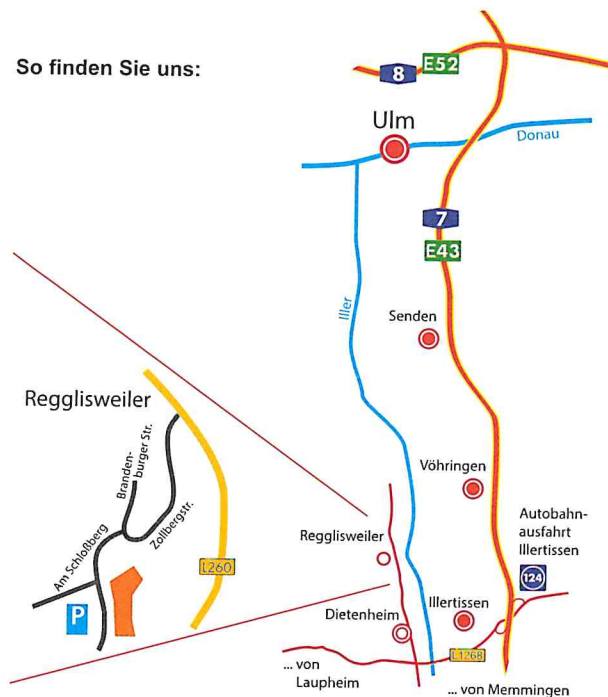 So finden Sie uns:
8
E52
Ulm
Donau
7
E43
Iller
Senden
Regglisweiler
Branden-
burger Str.
Zollbergstr.
Am Schloßberg
L260
P
Vöhringen
Autobahn-
ausfahrt
Illertissen
124
Regglisweiler
Dietenheim
Illertissen
L1268
... von
Laupheim
... von Memmingen